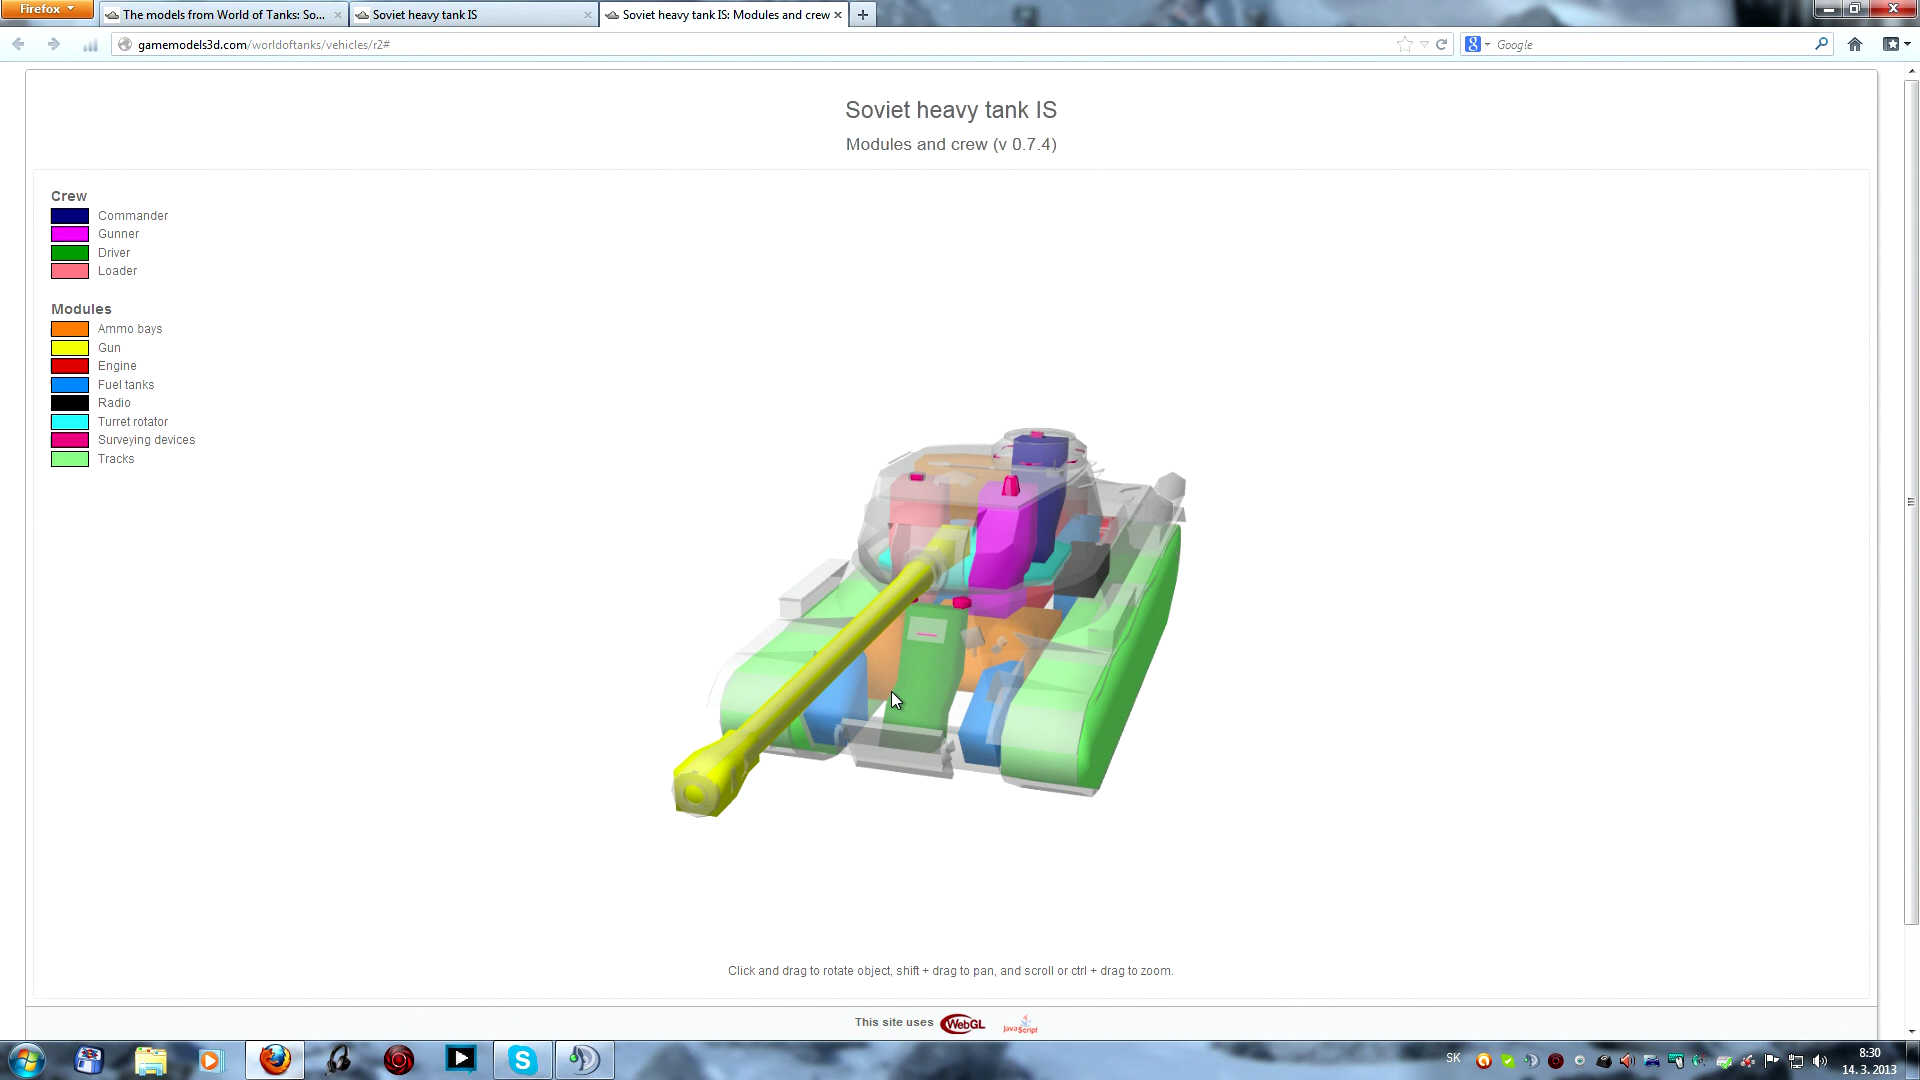 Firefox
The models from World of Tanks: So...
Soviet heavy tank IS
Soviet heavy tank IS: Modules and crew
gamemodels3d.com/worldoftanks/vehicles/r2#
Google
Soviet heavy tank IS
Modules and crew (v 0.7.4)
Crew
Commander
Gunner
Driver
Loader
Modules
Ammo bays
Gun
Engine
Fuel tanks
Radio
Turret rotator
Surveying devices
Tracks
Click and drag to rotate object, shift + drag to pan, and scroll or ctrl + drag to zoom.
This site uses WebGL JavaScript
SK
8:30
14. 3. 2013